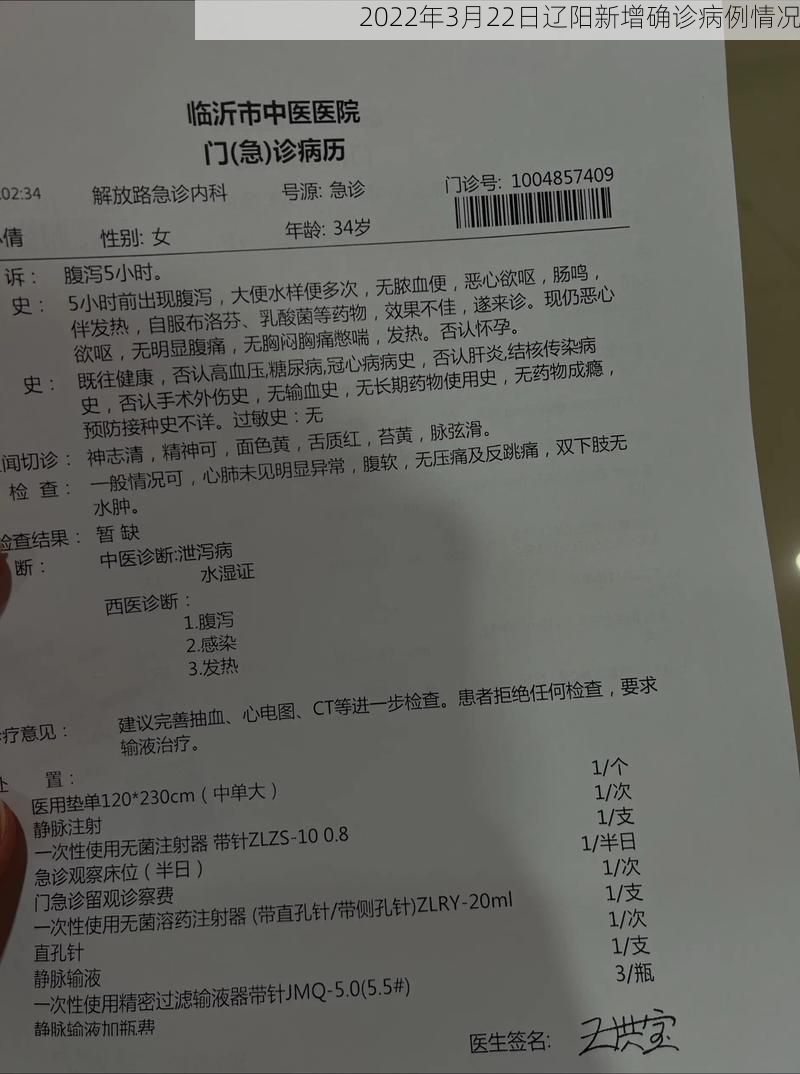 2022年3月22日辽阳新增确诊病例情况
临沂市中医医院
门(急)诊病历
:02:34 解放路急诊内科 号源: 急诊 门诊号: 1004857409
倩 性别: 女 年龄: 34岁
诉： 腹泻5小时。
史： 5小时前出现腹泻，大便水样便多次，无脓血便，恶心欲呕，肠鸣，
伴发热，自服布洛芬、乳酸菌等药物，效果不佳，遂来诊。现仍恶心
欲呕，无明显腹痛，无胸闷胸痛憋喘，发热。否认怀孕。
史： 既往健康，否认高血压,糖尿病,冠心病病史，否认肝炎,结核传染病
史，否认手术外伤史，无输血史，无长期药物使用史，无药物成瘾，
预防接种史不详。过敏史：无
闻切诊： 神志清，精神可，面色黄，舌质红，苔黄，脉弦滑。
检 查： 一般情况可，心肺未见明显异常，腹软，无压痛及反跳痛，双下肢无
水肿。
检查结果： 暂 缺
断： 中医诊断:泄泻病
水湿证
西医诊断：
1.腹泻
2.感染
3.发热
疗意见： 建议完善抽血、心电图、CT等进一步检查。患者拒绝任何检查，要求
输液治疗。
置：
医用垫单120*230cm（中单大） 1/个
静脉注射 1/次
一次性使用无菌注射器 带针ZLZS-10 0.8 1/支
急诊观察床位（半日） 1/半日
门急诊留观诊察费 1/次
一次性使用无菌溶药注射器 (带直孔针/带侧孔针)ZLRY-20ml 1/支
直孔针
静脉输液 1/次
一次性使用精密过滤输液器带针JMQ-5.0(5.5#) 1/支
静脉输液加瓶费 3/瓶
医生签名: